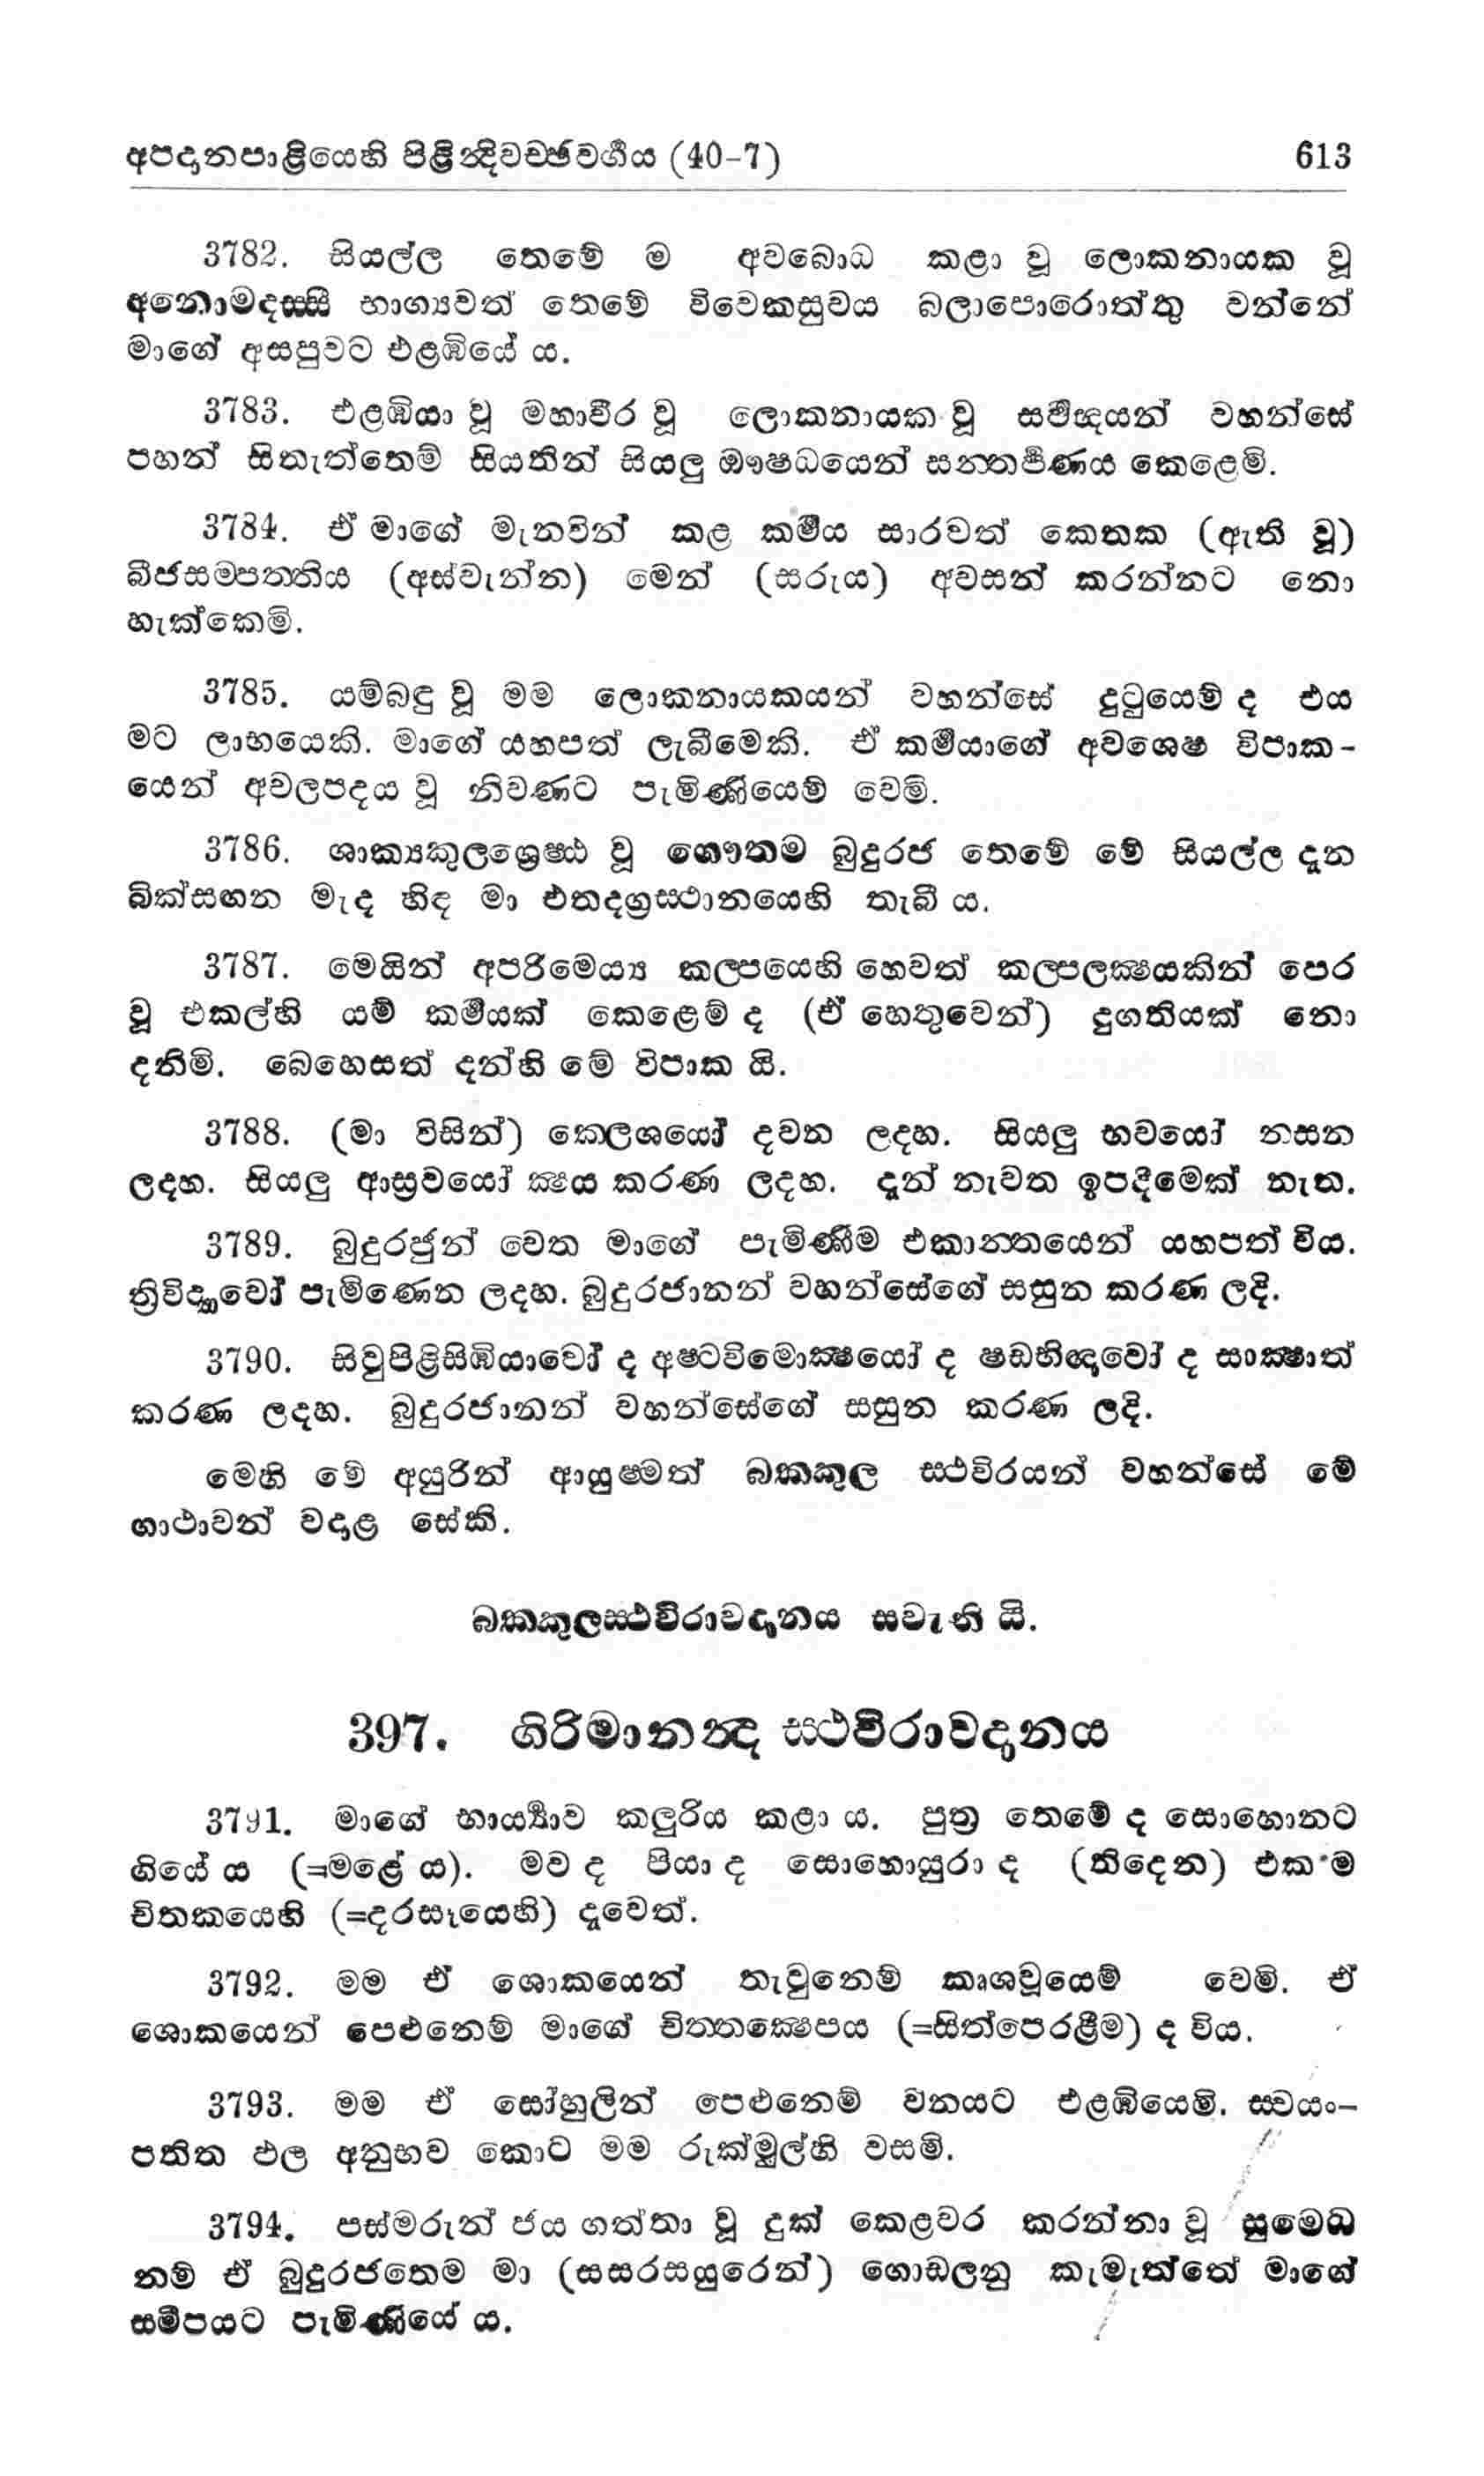 අපදානපාළියෙහි පිළින්දිවච්ඡවර්‍ගය (40-7) 613
3782. සියල්ල තෙමේ ම අවබොධ කළා වූ ලොකනායක වූ
අනොමදස්සී භාග්‍යවත් තෙමේ විවෙකසුවය බලාපොරොත්තු වන්නේ
මාගේ අසපුවට එළඹියේ ය.
3783. එළඹියා වූ මහාවීර වූ ලොකනායක වූ සර්‍වඥයන් වහන්සේ
පහන් සිතැත්තෙම් සියතින් සියලු ඖෂධයෙන් සන්තර්‍පණය කෙළෙමි.
3784. ඒ මාගේ මැනවින් කළ කර්‍මය සාරවත් කෙතක (ඇති වූ)
බීජසම්පත්තිය (අස්වැන්න) මෙන් (සරුය) අවසන් කරන්නට නො
හැක්කෙමි.
3785. යම්බඳු වූ මම ලොකනායකයන් වහන්සේ දුටුයෙම් ද එය
මට ලාභයෙකි. මාගේ යහපත් ලැබීමෙකි. ඒ කර්‍මයාගේ අවශෙෂ විපාක-
යෙන් අචලපදය වූ නිවණට පැමිණියෙම් වෙමි.
3786. ශාක්‍යකුලශ්‍රෙෂ්ඨ වූ ගෞතම බුදුරජ තෙමේ මේ සියල්ල දැන
බික්සඟන මැද හිඳ මා එතදග්‍රස්ථානයෙහි තැබී ය.
3787. මෙයින් අපරිමෙය්‍ය කල්පයෙහි හෙවත් කල්පලක්‍ෂයකින් පෙර
වූ එකල්හි යම් කර්‍මයක් කෙළෙම් ද (ඒ හෙතුවෙන්) දුගතියක් නො
දනිමි. බෙහෙසත් දන්හි මේ විපාක යි.
3788. (මා විසින්) කෙලශයෝ දවන ලදහ. සියලු භවයෝ නසන
ලදහ. සියලු ආස්‍රවයෝ ක්‍ෂය කරණ ලදහ. දැන් නැවත ඉපදීමෙක් නැත.
3789. බුදුරජුන් වෙත මාගේ පැමිණීම එකාන්තයෙන් යහපත් විය.
ත්‍රිවිද්‍යාවෝ පැමිණෙන ලදහ. බුදුරජානන් වහන්සේගේ සසුන කරණ ලදි.
3790. සිවුපිළිසිඹියාවෝ ද අෂ්ටවිමොක්‍ෂයෝ ද ෂඩභිඥාවෝ ද සාක්‍ෂාත්
කරණ ලදහ. බුදුරජානන් වහන්සේගේ සසුන කරණ ලදි.
මෙහි මේ අයුරින් ආයුෂ්මත් බක්කුල ස්ථවිරයන් වහන්සේ මේ
ගාථාවන් වදාළ සේකි.
බක්කුලස්ථවිරාවදානය සවැනි යි.
397. ගිරිමානන්ද ස්ථවිරාවදානය
3791. මාගේ භාර්‍ය්‍යාව කලුරිය කළා ය. පුත්‍ර තෙමේ ද සොහොනට
ගියේ ය (=මළේ ය). මව ද පියා ද සොහොයුරා ද (තිදෙන) එක ම
චිතකයෙහි (=දරසෑයෙහි) දැවෙත්.
3792. මම ඒ ශොකයෙන් තැවුනෙම් කෘශවූයෙම් වෙමි. ඒ
ශොකයෙන් පෙළුනෙම් මාගේ චිත්තක්‍ෂෙපය (=සිත්පෙරළීම) ද විය.
3793. මම ඒ සෝහුලින් පෙළුනෙම් වනයට එළඹියෙමි. ස්වයං-
පතිත ඵල අනුභව කොට මම රුක්මුල්හි වසමි.
3794. පස්මරුන් ජය ගත්තා වූ දුක් කෙළවර කරන්නා වූ සුමෙධ
නම් ඒ බුදුරජතෙම මා (සසරසයුරෙන්) ගොඩලනු කැමැත්තේ මාගේ
සමීපයට පැමිණියේ ය.